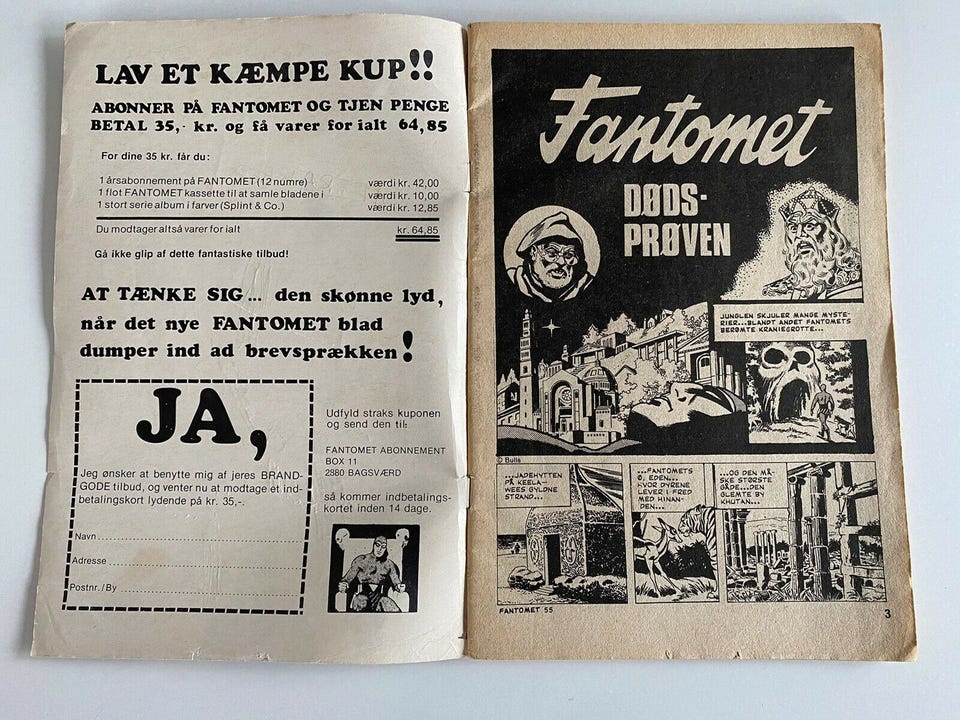 LAV ET KÆMPE KUP!!
ABONNER PÅ FANTOMET OG TJEN PENGE
BETAL 35,- kr. og få varer for ialt 64,85
For dine 35 kr. får du:
1 årsabonnement på FANTOMET (12 numre) værdi kr. 42,00
1 flot FANTOMET kassette til at samle bladene i værdi kr. 10,00
1 stort serie album i farver (Splint & Co.) værdi kr. 12,85
Du modtager altså varer for ialt kr. 64,85
Gå ikke glip af dette fantastiske tilbud!
AT TÆNKE SIG... den skønne lyd,
når det nye FANTOMET blad
dumper ind ad brevsprækken!
JA,
Jeg ønsker at benytte mig af jeres BRAND-
GODE tilbud, og venter nu at modtage et ind-
betalingskort lydende på kr. 35,-.
Navn
Adresse
Postnr./By
Udfyld straks kuponen
og send den til:
FANTOMET ABONNEMENT
BOX 11
2880 BAGSVÆRD
så kommer indbetalings-
kortet inden 14 dage.
Fantomet
DØDS-
PRØVEN
JUNGLEN SKJULER MANGE MYSTE-
RIER...BLANDT ANDET FANTOMETS
BERØMTE KRANIEGROTTE...
© Bulls
...JADEHYTTEN
PÅ KEELA-
WEES GYLDNE
STRAND...
...FANTOMETS
Ø, EDEN...
HVOR DYRENE
LEVER I FRED
MED HINAN-
DEN...
...OG DEN MÅ
SKE STØRSTE
GÅDE...DEN
GLEMTE BY
KHUTAN...
FANTOMET 55
3